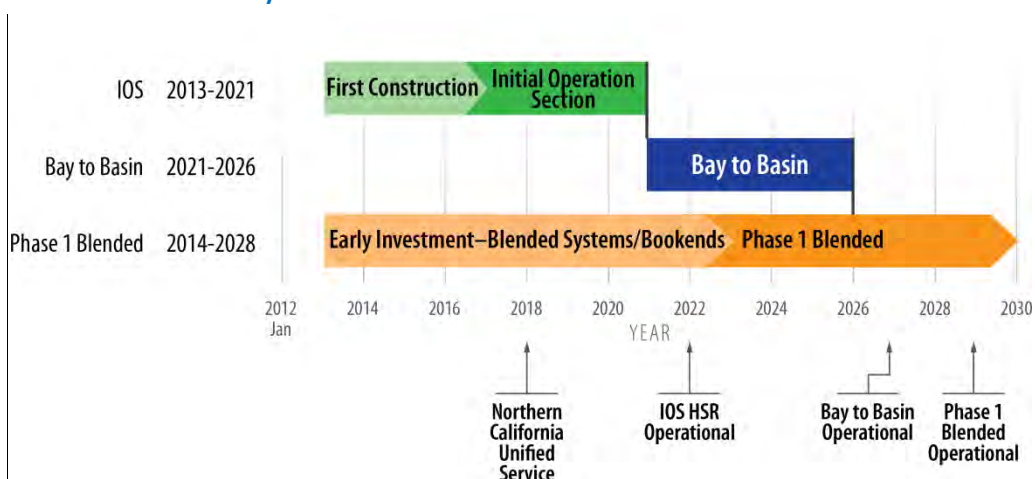 IOS 2013-2021
First Construction
Initial Operation
Section
Bay to Basin 2021-2026
Bay to Basin
Phase 1 Blended 2014-2028
Early Investment–Blended Systems/Bookends
Phase 1 Blended
2012 2014 2016 2018 2020 2022 2024 2026 2028 2030
Jan
YEAR
Northern
California
Unified
Service
IOS HSR
Operational
Bay to Basin
Operational
Phase 1
Blended
Operational